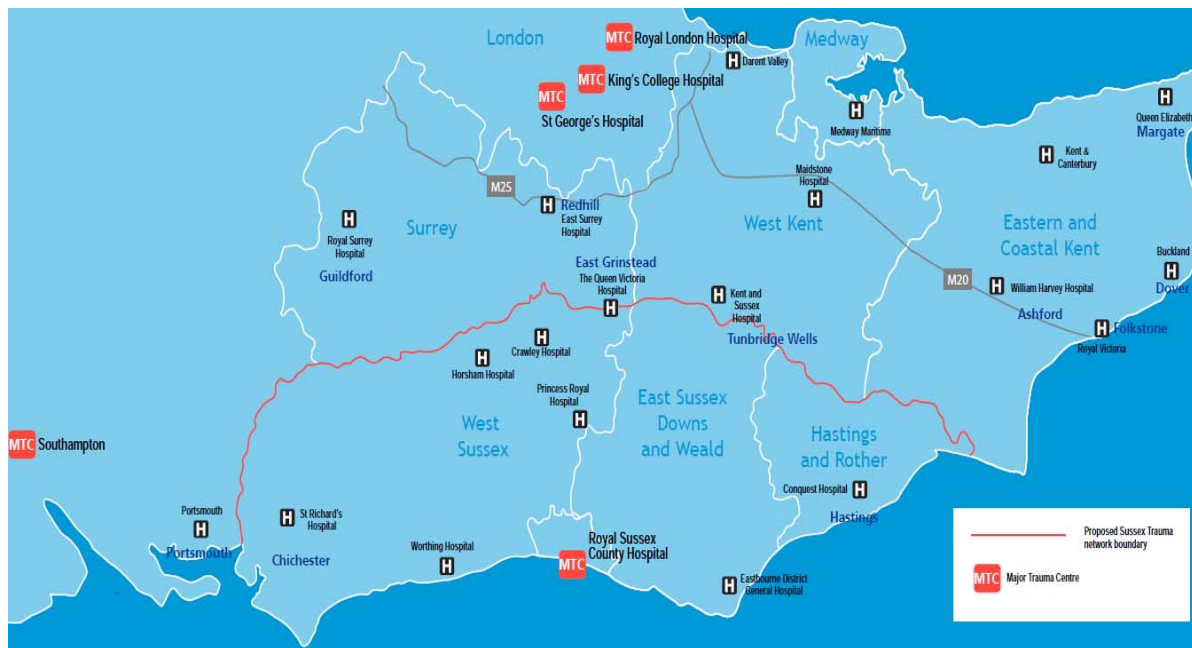 London
MTC
Royal London Hospital
Medway
H
Darent Valley
MTC
King's College Hospital
MTC
St George's Hospital
H
Medway Maritime
H
Queen Elizabeth
Margate
H
Kent &
Canterbury
M25
Maidstone
Hospital
H
H
Redhill
East Surrey
Hospital
H
Royal Surrey
Hospital
Guildford
Surrey
West Kent
Eastern and
Coastal Kent
East Grinstead
The Queen Victoria
Hospital
H
H
Kent and
Sussex
Hospital
Tunbridge Wells
M20
H
William Harvey Hospital
Ashford
Buckland
H
Dover
H
Folkstone
Royal Victoria
H
Crawley Hospital
H
Horsham Hospital
Princess Royal
Hospital
H
West
Sussex
East Sussex
Downs
and Weald
Hastings
and Rother
MTC
Southampton
Conquest Hospital
H
Hastings
Portsmouth
H
Portsmouth
H
St Richard's
Hospital
Chichester
Worthing Hospital
H
Royal Sussex
County Hospital
MTC
H
Eastbourne District
General Hospital
Proposed Sussex Trauma
network boundary
MTC
Major Trauma Centre